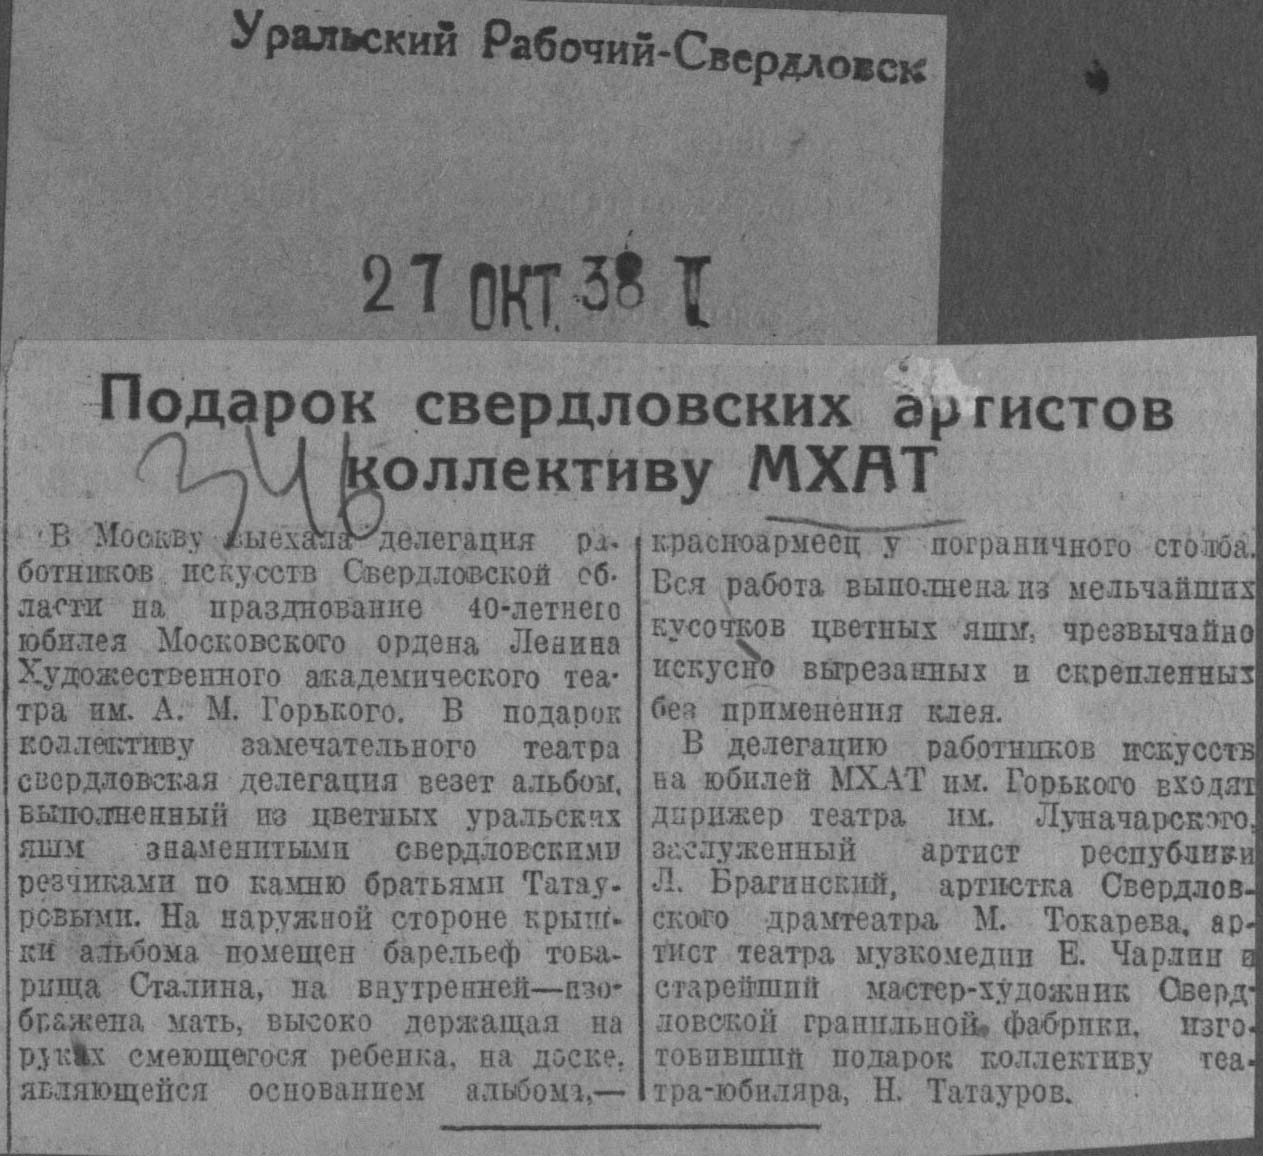 Уральский Рабочий-Свердловск
27 ОКТ. 38
Подарок свердловских артистов
коллективу МХАТ
346
В Москву выехала делегация ра-
ботников искусств Свердловской об-
ласти на празднование 40-летнего
юбилея Московского ордена Ленина
Художественного академического теа-
тра им. А. М. Горького. В подарок
коллективу замечательного театра
свердловская делегация везет альбом,
выполненный из цветных уральских
яшм знаменитыми свердловскими
резчиками по камню братьями Татау-
ровыми. На наружной стороне крыш-
ки альбома помещен барельеф това-
рища Сталина, на внутренней—изо-
бражена мать, высоко держащая на
руках смеющегося ребенка, на доске,
являющейся основанием альбома,—
красноармеец у пограничного столба.
Вся работа выполнена из мельчайших
кусочков цветных яшм, чрезвычайно
искусно вырезанных и скрепленных
без применения клея.
В делегацию работников искусств
на юбилей МХАТ им. Горького входят
дирижер театра им. Луначарского,
заслуженный артист республики
Л. Брагинский, артистка Свердлов-
ского драмтеатра М. Токарева, ар-
тист театра музкомедии Е. Чарлин и
старейший мастер-художник Сверд-
ловской гранильной фабрики, изго-
товивший подарок коллективу теа-
тра-юбиляра, Н. Татауров.